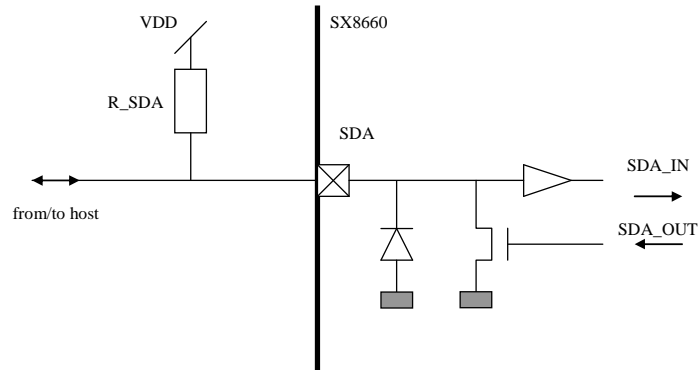 VDD
SX8660
R_SDA
SDA
SDA_IN
from/to host
SDA_OUT